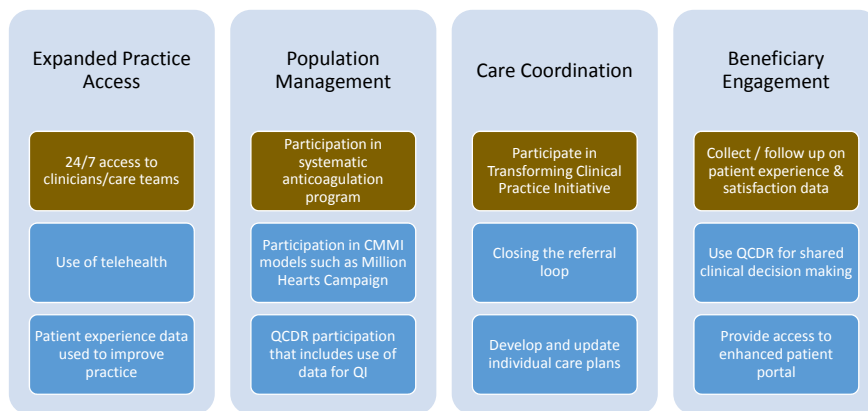 Expanded Practice
Access
24/7 access to
clinicians/care teams
Use of telehealth
Patient experience data
used to improve
practice
Population
Management
Participation in
systematic
anticoagulation
program
Participation in CMMI
models such as Million
Hearts Campaign
QCDR participation
that includes use of
data for QI
Care Coordination
Participate in
Transforming Clinical
Practice Initiative
Closing the referral
loop
Develop and update
individual care plans
Beneficiary
Engagement
Collect / follow up on
patient experience &
satisfaction data
Use QCDR for shared
clinical decision making
Provide access to
enhanced patient
portal